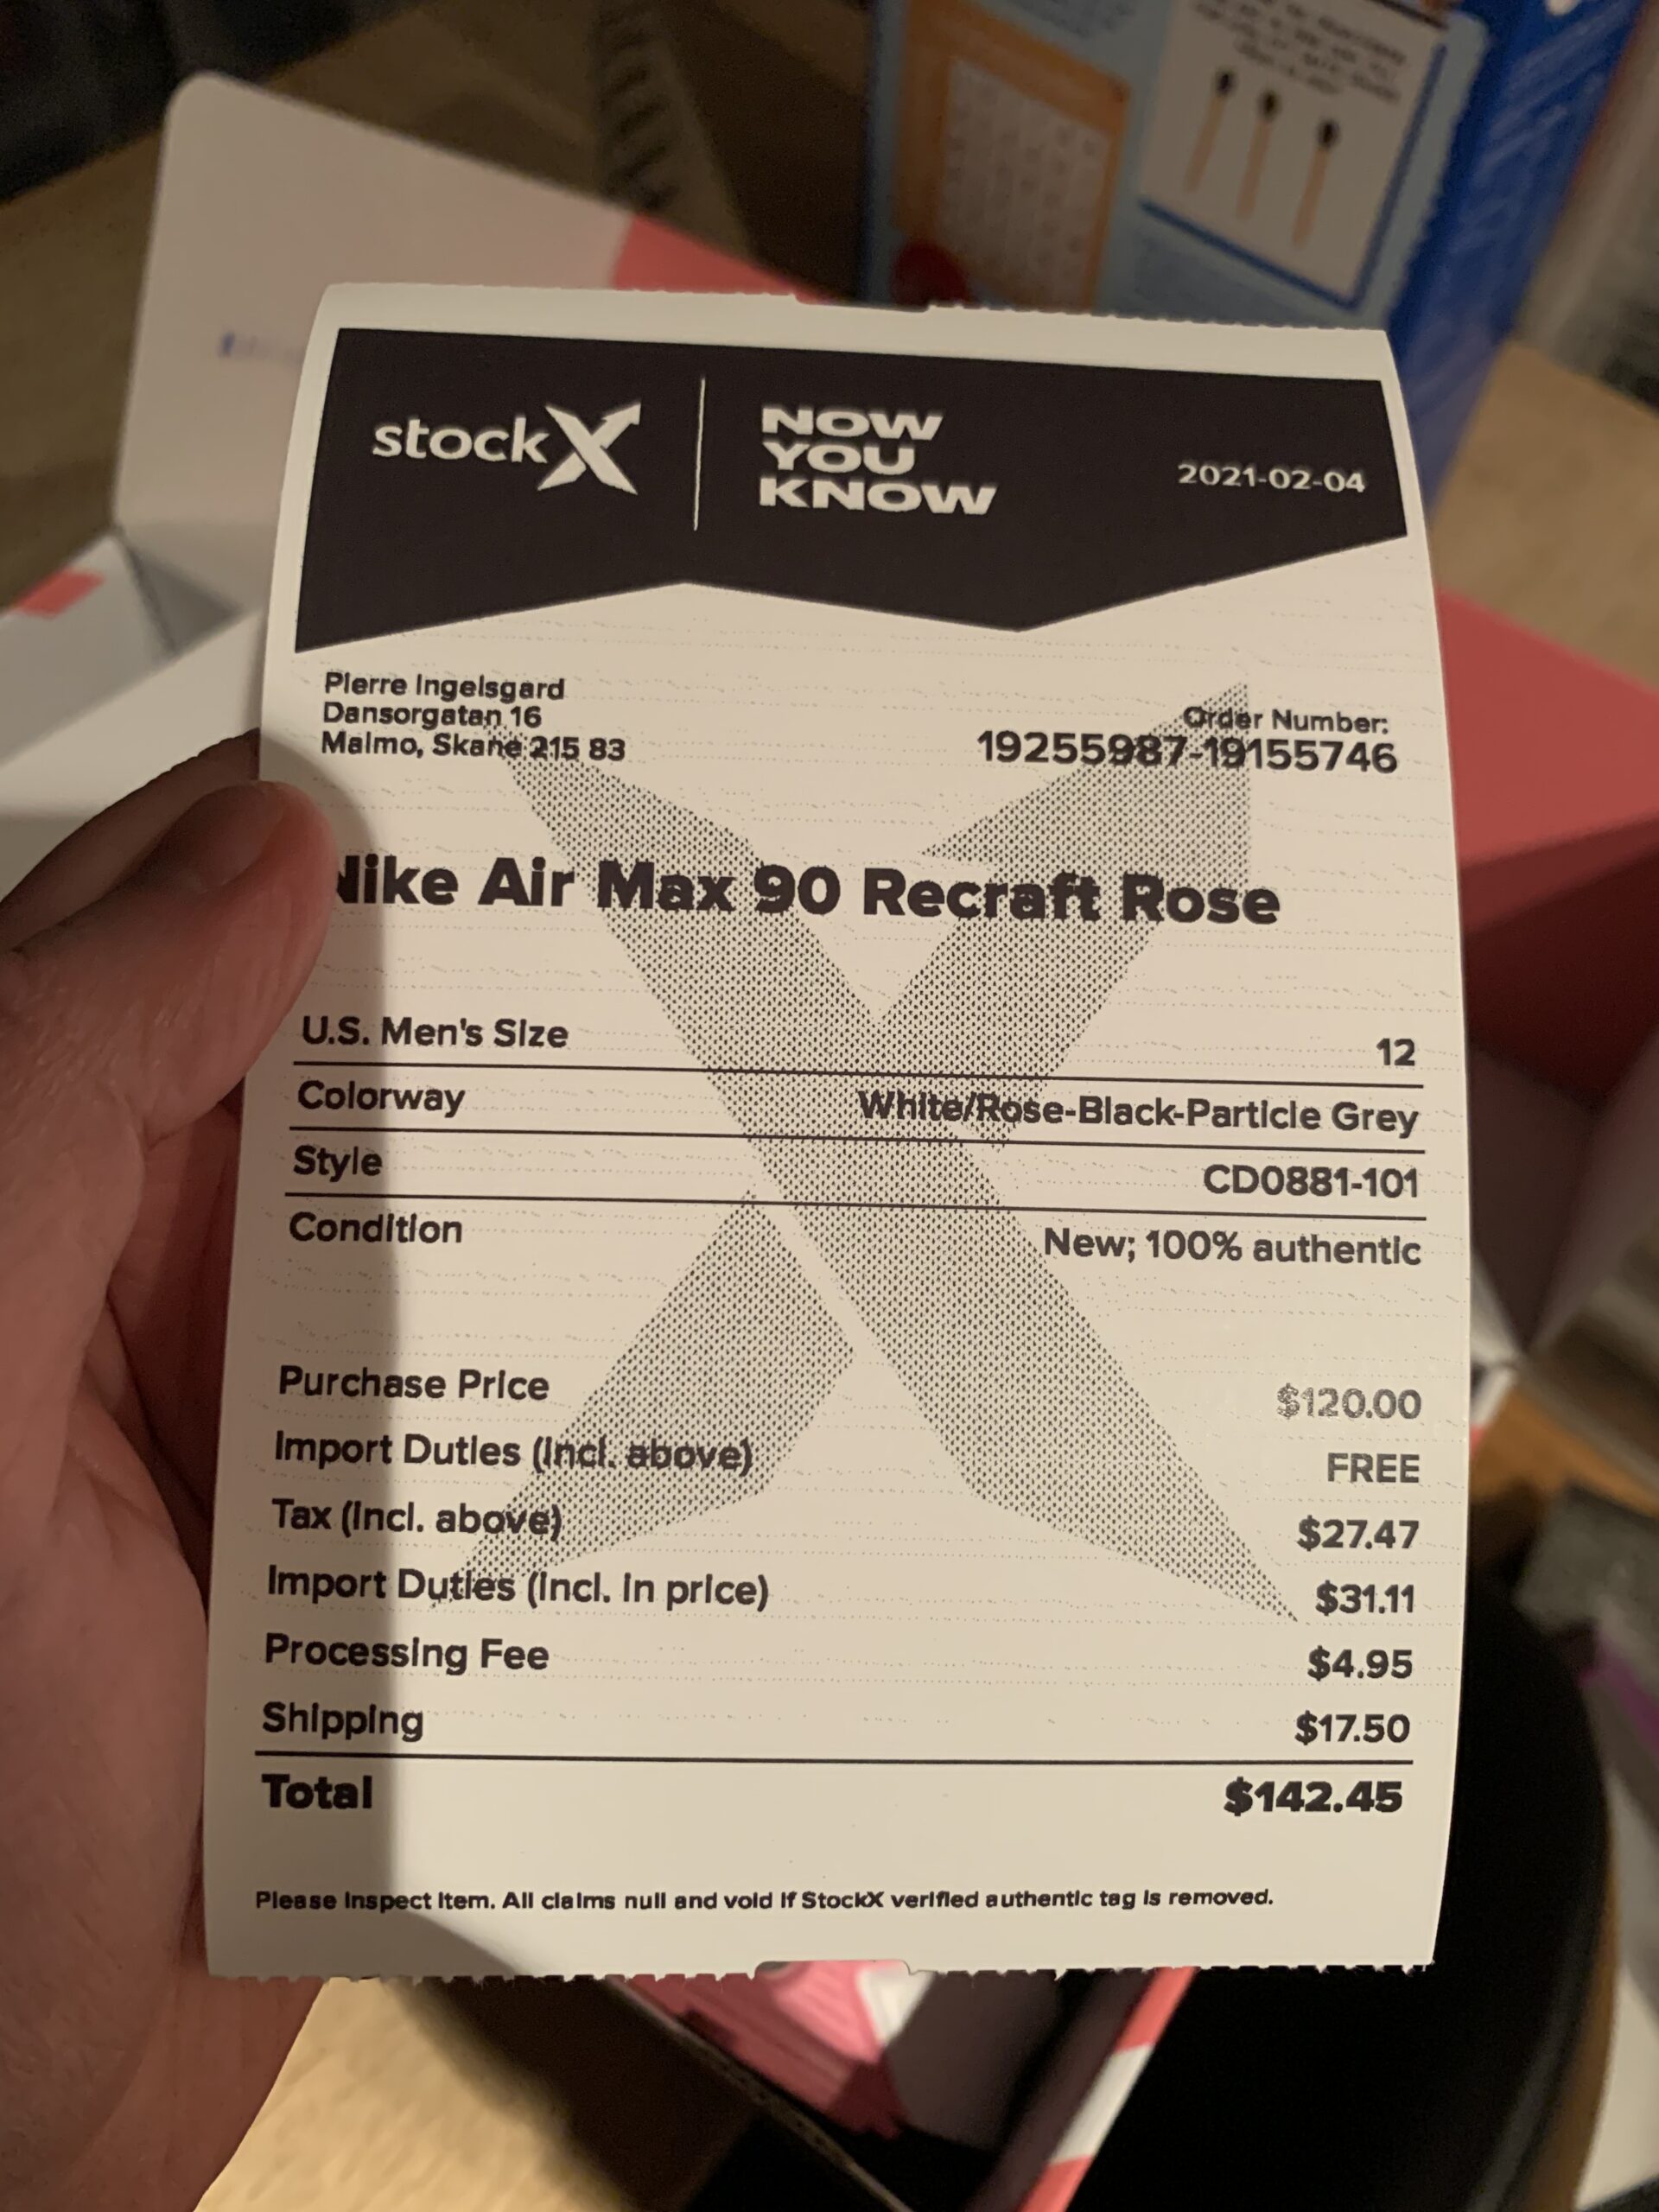 stockX
NOW
YOU
KNOW
2021-02-04
Pierre Ingelsgard
Dansorgatan 16
Malmo, Skane 215 83
Order Number:
19255987-19155746
Nike Air Max 90 Recraft Rose
U.S. Men's Size 12
Colorway White/Rose-Black-Particle Grey
Style CD0881-101
Condition New; 100% authentic
Purchase Price $120.00
Import Duties (Incl. above) FREE
Tax (Incl. above) $27.47
Import Duties (Incl. in price) $31.11
Processing Fee $4.95
Shipping $17.50
Total $142.45
Please Inspect Item. All claims null and void if StockX verified authentic tag is removed.